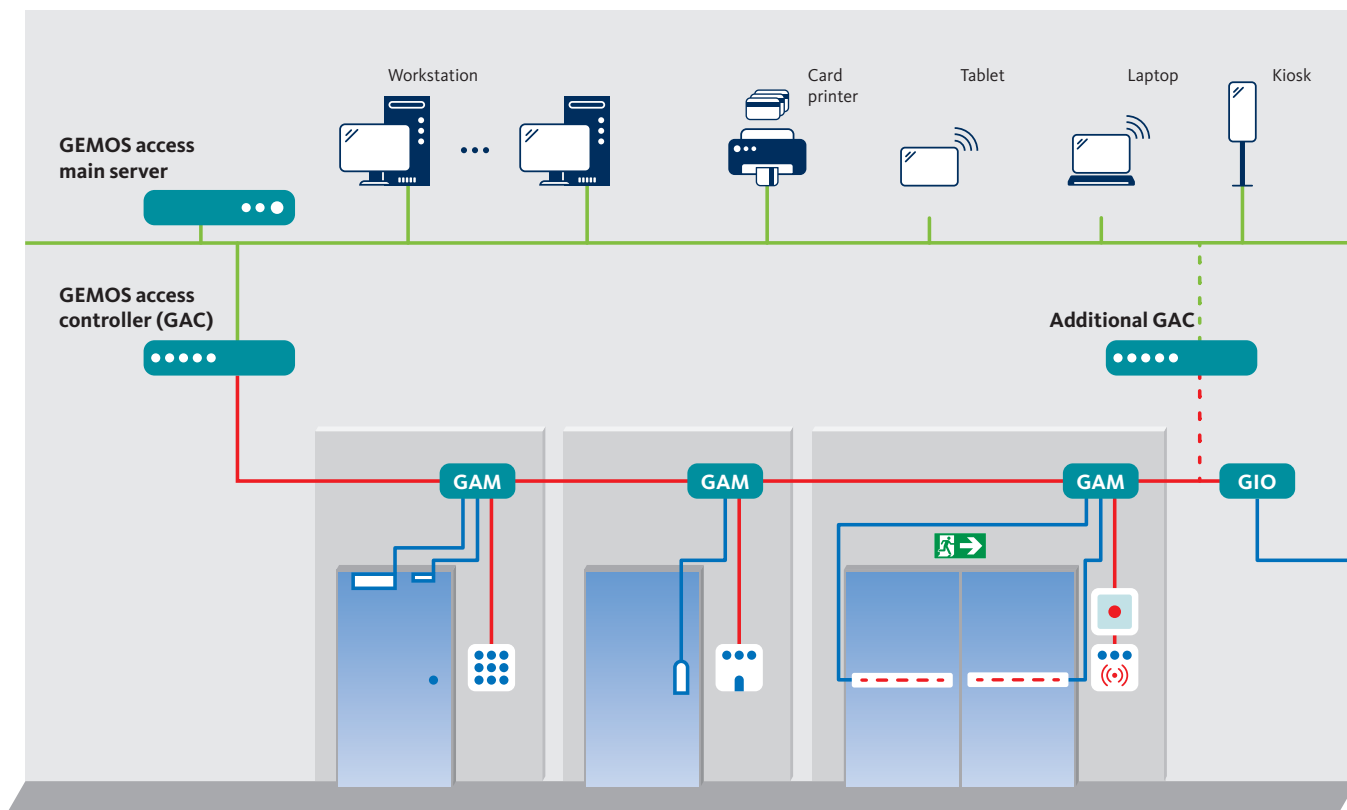 Workstation
Card
printer
Tablet
Laptop
Kiosk
GEMOS access
main server
GEMOS access
controller (GAC)
Additional GAC
GAM
GAM
GAM
GIO